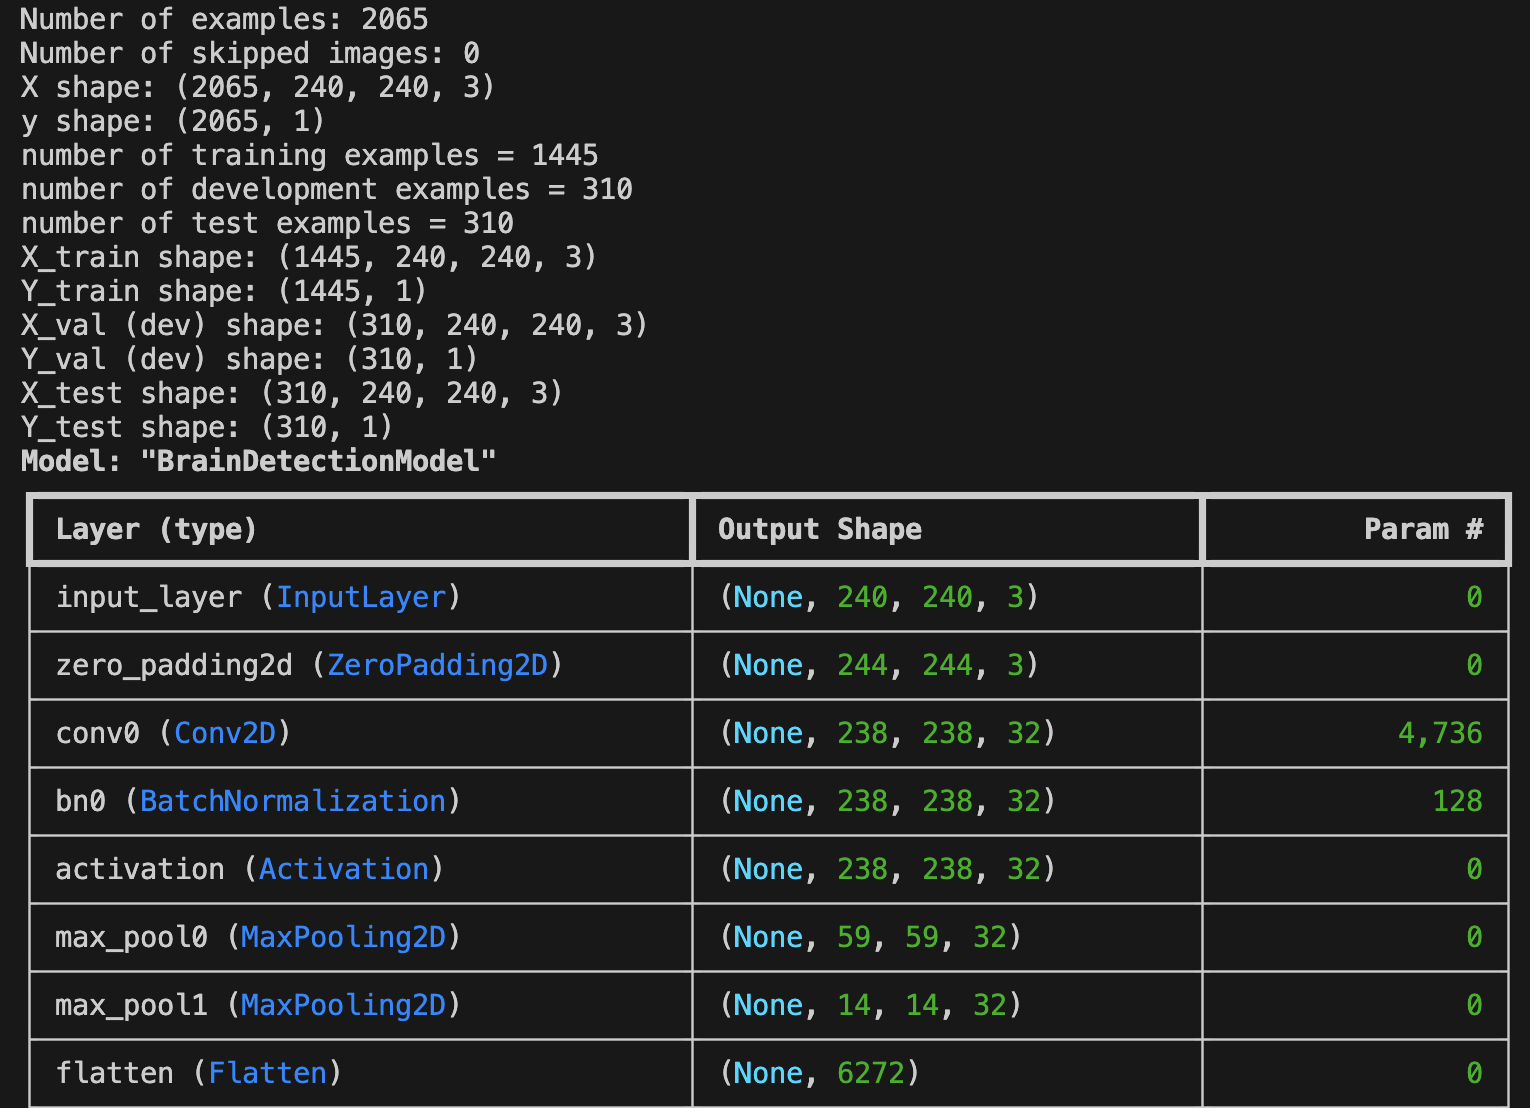 Number of examples: 2065
Number of skipped images: 0
X shape: (2065, 240, 240, 3)
y shape: (2065, 1)
number of training examples = 1445
number of development examples = 310
number of test examples = 310
X_train shape: (1445, 240, 240, 3)
Y_train shape: (1445, 1)
X_val (dev) shape: (310, 240, 240, 3)
Y_val (dev) shape: (310, 1)
X_test shape: (310, 240, 240, 3)
Y_test shape: (310, 1)
Model: "BrainDetectionModel"
Layer (type) Output Shape Param #
input_layer (InputLayer) (None, 240, 240, 3) 0
zero_padding2d (ZeroPadding2D) (None, 244, 244, 3) 0
conv0 (Conv2D) (None, 238, 238, 32) 4,736
bn0 (BatchNormalization) (None, 238, 238, 32) 128
activation (Activation) (None, 238, 238, 32) 0
max_pool0 (MaxPooling2D) (None, 59, 59, 32) 0
max_pool1 (MaxPooling2D) (None, 14, 14, 32) 0
flatten (Flatten) (None, 6272) 0